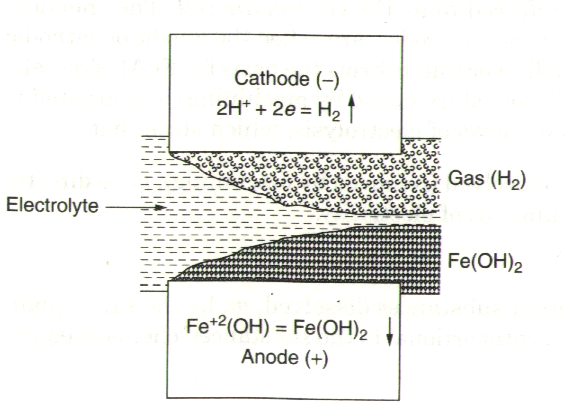 Cathode (–)
2H⁺ + 2e = H₂ ↑
Gas (H₂)
Electrolyte
Fe(OH)₂
Fe⁺²(OH) = Fe(OH)₂ ↓
Anode (+)